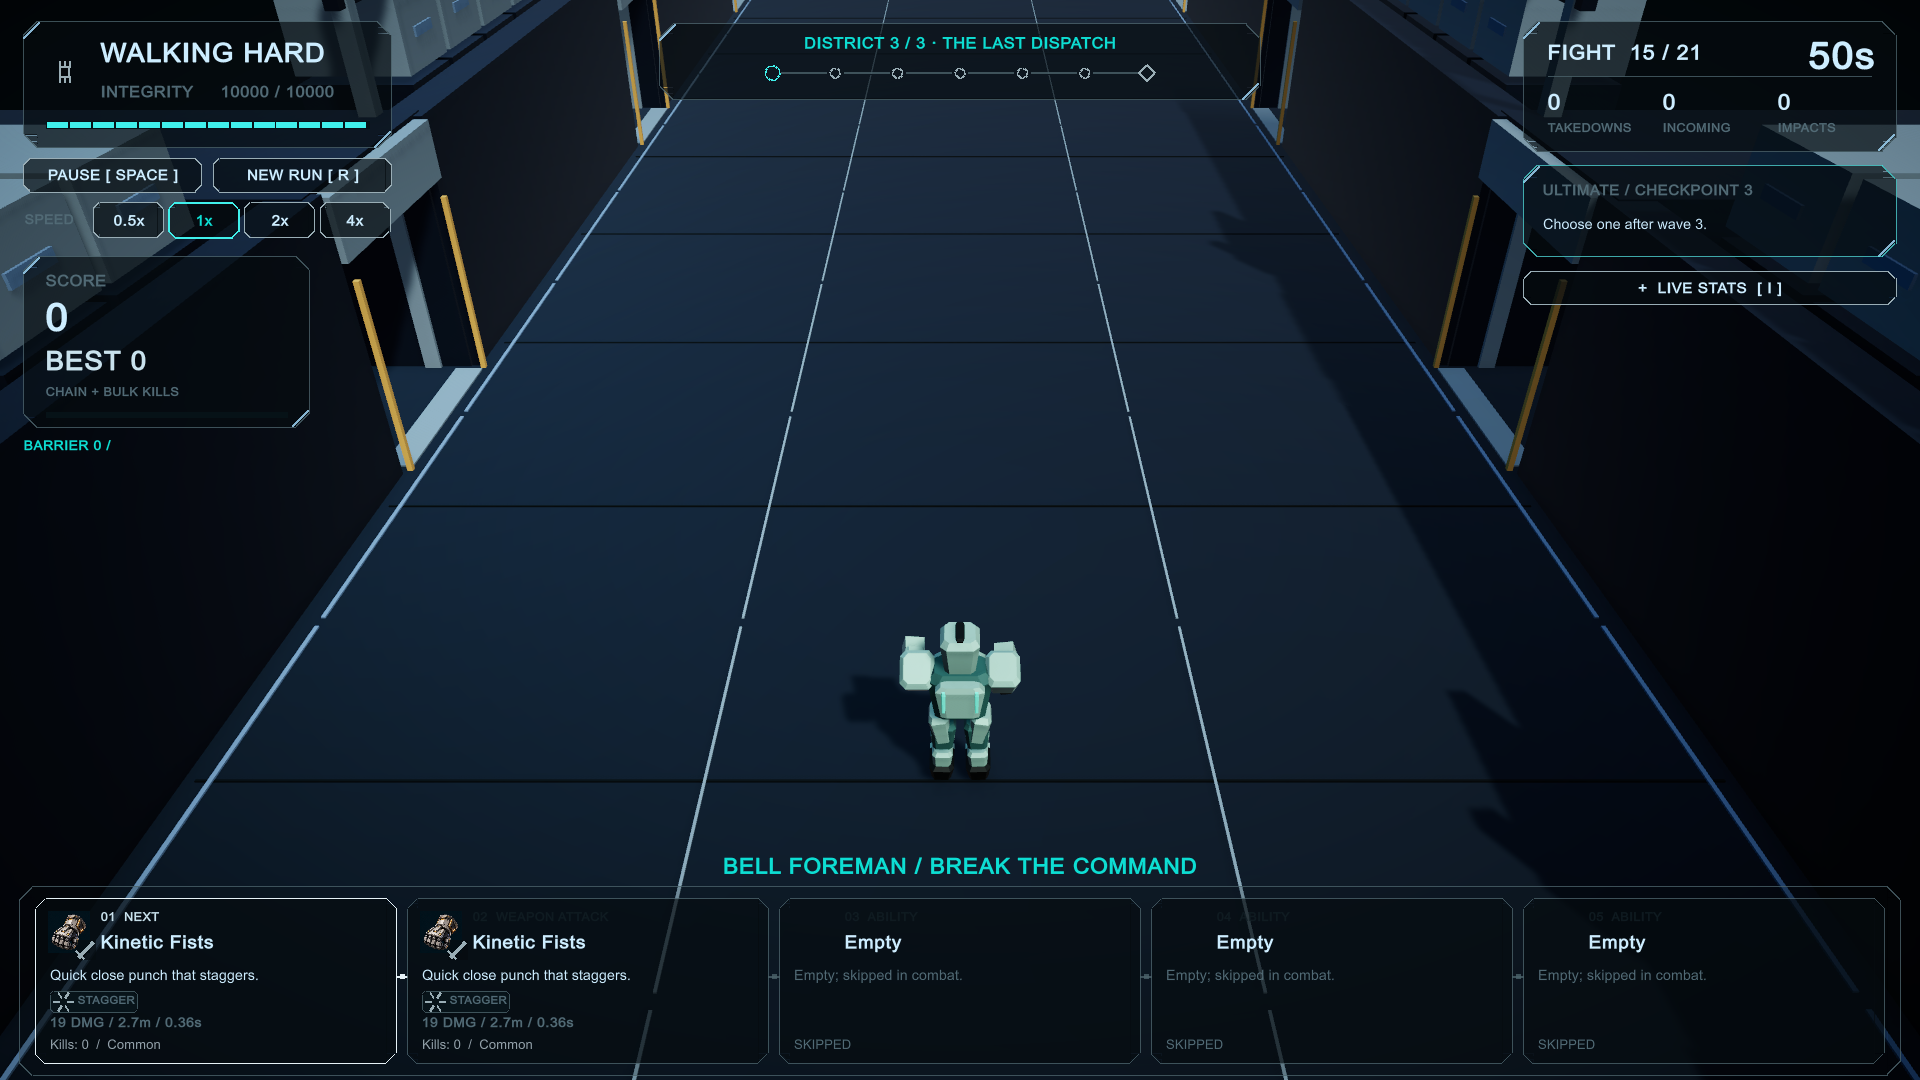 WALKING HARD
INTEGRITY 10000 / 10000
PAUSE [ SPACE ]
NEW RUN [ R ]
SPEED
0.5x
1x
2x
4x
SCORE
0
BEST 0
CHAIN + BULK KILLS
BARRIER 0 /
DISTRICT 3 / 3 · THE LAST DISPATCH
FIGHT 15 / 21
50s
0
0
0
TAKEDOWNS
INCOMING
IMPACTS
ULTIMATE / CHECKPOINT 3
Choose one after wave 3.
+ LIVE STATS [ I ]
BELL FOREMAN / BREAK THE COMMAND
01 NEXT
Kinetic Fists
Quick close punch that staggers.
STAGGER
19 DMG / 2.7m / 0.36s
Kills: 0 / Common
02 WEAPON ATTACK
Kinetic Fists
Quick close punch that staggers.
STAGGER
19 DMG / 2.7m / 0.36s
Kills: 0 / Common
03 ABILITY
Empty
Empty; skipped in combat.
SKIPPED
04 ABILITY
Empty
Empty; skipped in combat.
SKIPPED
05 ABILITY
Empty
Empty; skipped in combat.
SKIPPED